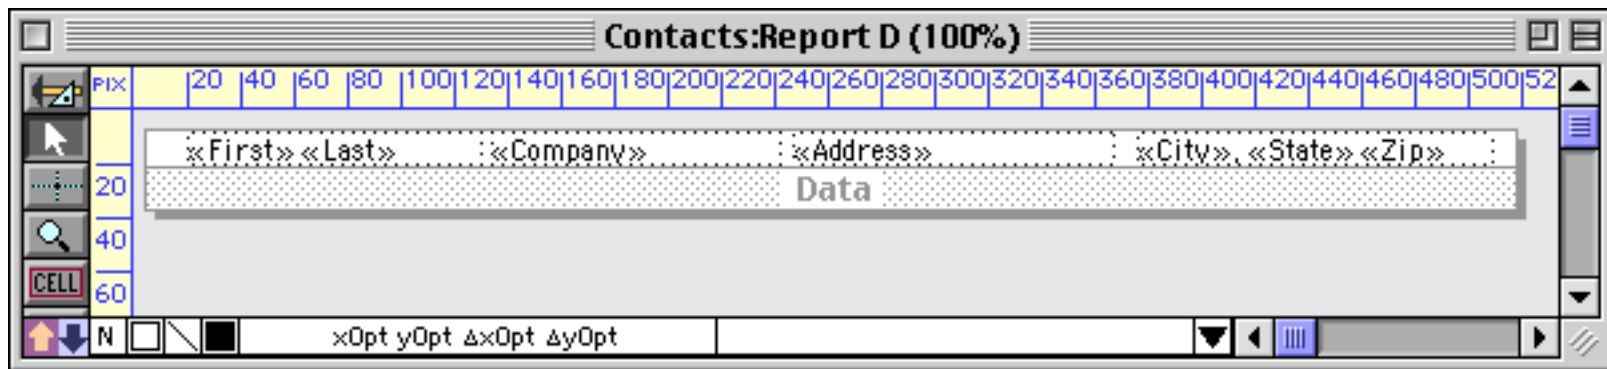 Contacts:Report D (100%)
PIX 20 40 60 80 100 120 140 160 180 200 220 240 260 280 300 320 340 360 380 400 420 440 460 480 500 52
«First» «Last» «Company» «Address» «City», «State» «Zip»
20 Data
40
CELL 60
N xOpt yOpt ΔxOpt ΔyOpt